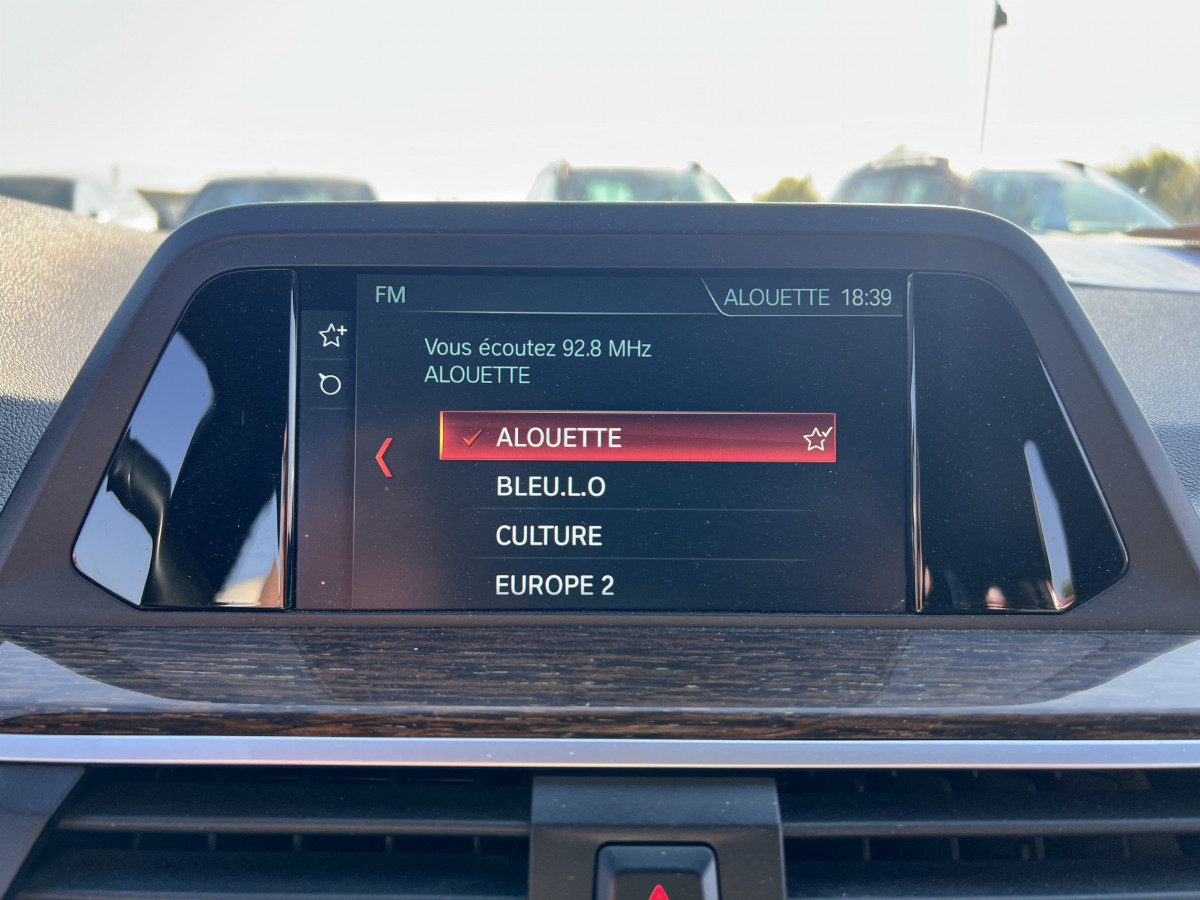 FM
ALOUETTE 18:39
Vous écoutez 92.8 MHz
ALOUETTE
ALOUETTE
BLEU.L.O
CULTURE
EUROPE 2